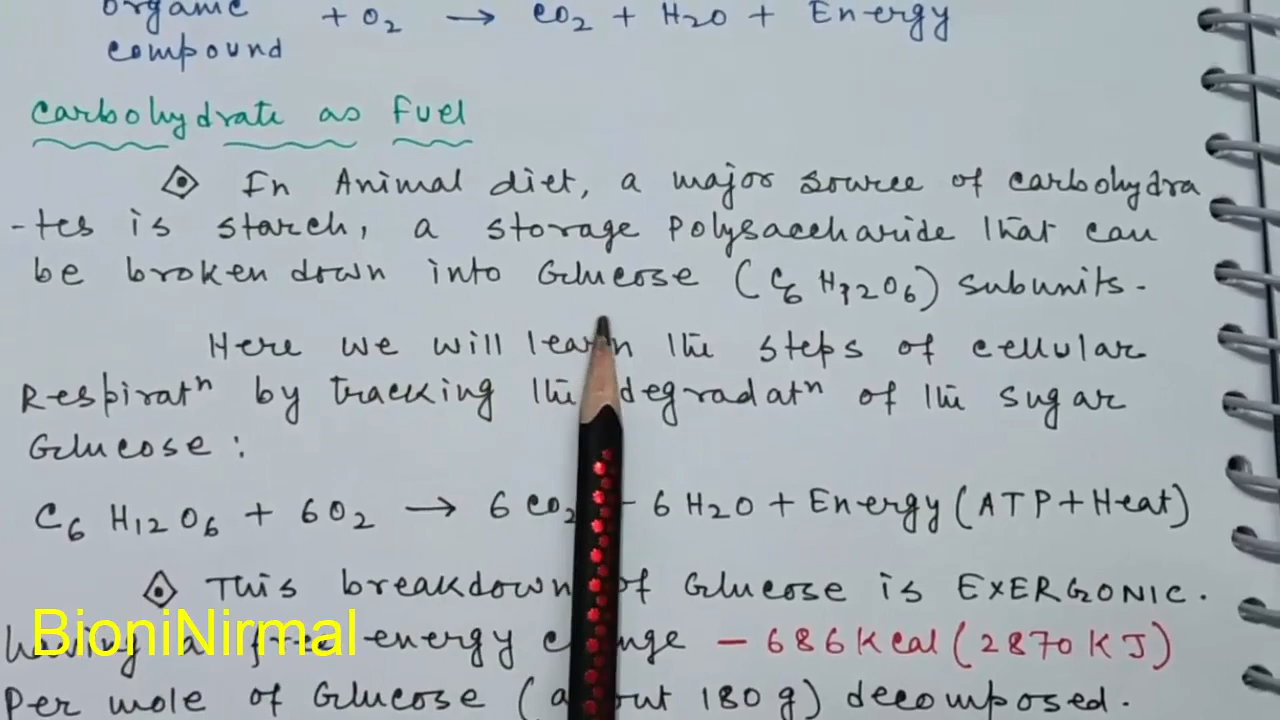 organic
+ O2 → CO2 + H2O + Energy
compound
Carbohydrate as Fuel
In Animal diet, a major source of carbohydra
-tes is starch, a storage Polysaccharide that can
be broken down into Glucose (C6 H12O6) subunits.
Here we will learn the steps of cellular
Respiratn by tracking the degradatn of the sugar
Glucose :
C6 H12 O6 + 6O2 → 6 CO2 + 6 H2O + Energy (ATP+Heat)
This breakdown of Glucose is EXERGONIC.
BioniNirmal
having a free energy change - 686 Kcal (2870 KJ)
Per mole of Glucose (about 180 g) decomposed.